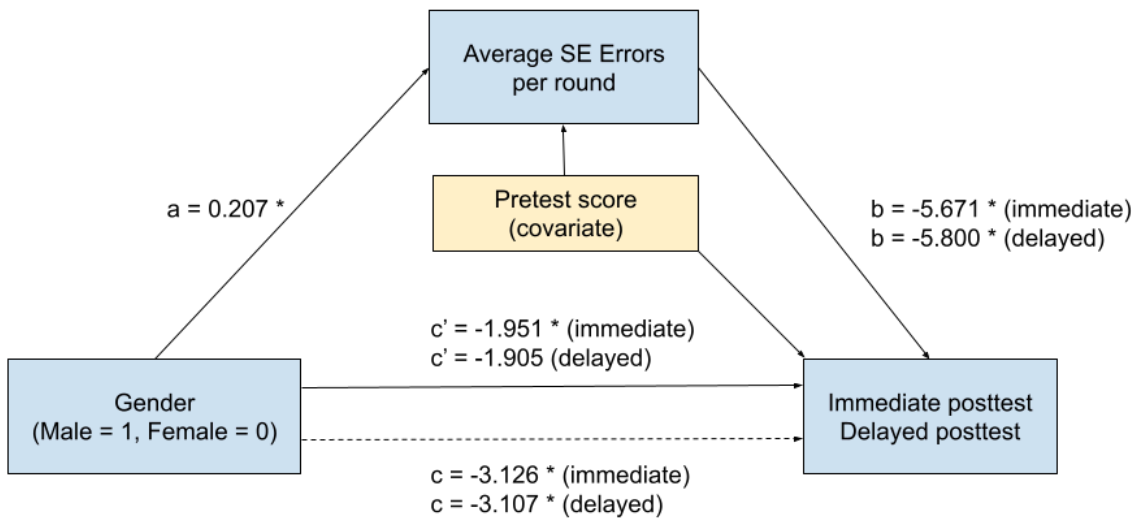 Average SE Errors
per round
Pretest score
(covariate)
a = 0.207 *
b = -5.671 * (immediate)
b = -5.800 * (delayed)
c’ = -1.951 * (immediate)
c’ = -1.905 (delayed)
Gender
(Male = 1, Female = 0)
Immediate posttest
Delayed posttest
c = -3.126 * (immediate)
c = -3.107 * (delayed)